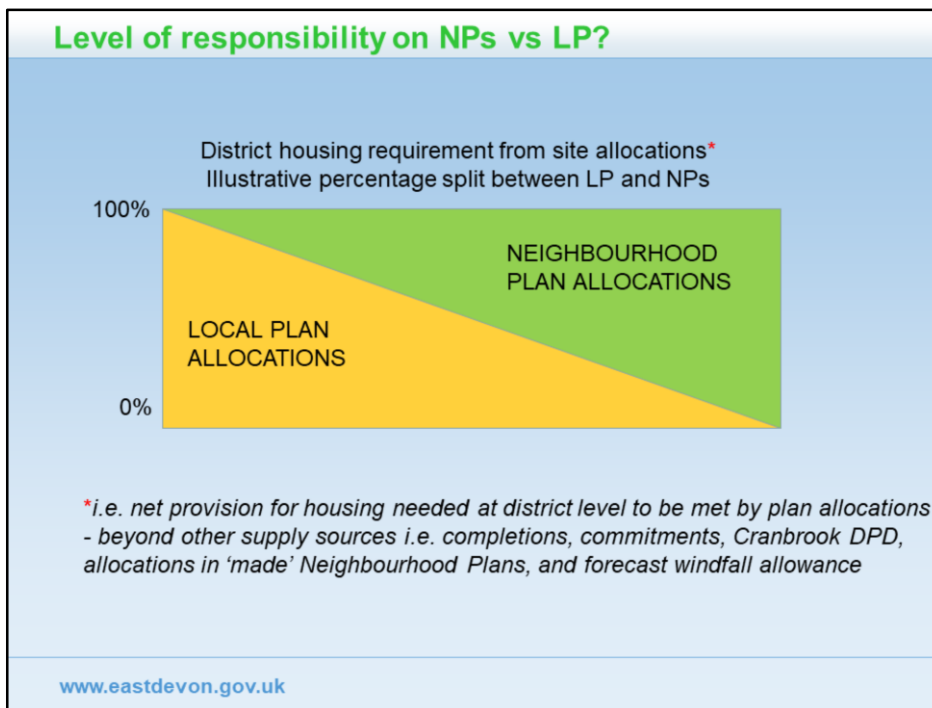 Level of responsibility on NPs vs LP?
District housing requirement from site allocations*
Illustrative percentage split between LP and NPs
100%
NEIGHBOURHOOD
PLAN ALLOCATIONS
LOCAL PLAN
ALLOCATIONS
0%
*i.e. net provision for housing needed at district level to be met by plan allocations
- beyond other supply sources i.e. completions, commitments, Cranbrook DPD,
allocations in ‘made’ Neighbourhood Plans, and forecast windfall allowance
www.eastdevon.gov.uk